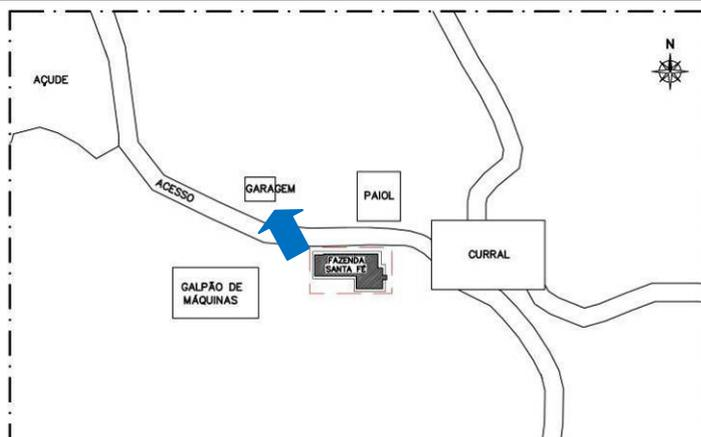 N
AÇUDE
ACESSO
GARAGEM
PAIOL
CURRAL
FAZENDA
SANTA FÉ
GALPÃO DE
MÁQUINAS